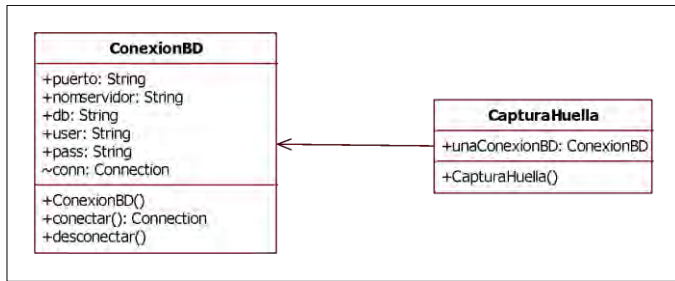 ConexionBD
+puerto: String
+nomservidor: String
+db: String
+user: String
+pass: String
~conn: Connection
+ConexionBD()
+conectar(): Connection
+desconectar()
CapturaHuella
+unaConexionBD: ConexionBD
+CapturaHuella()